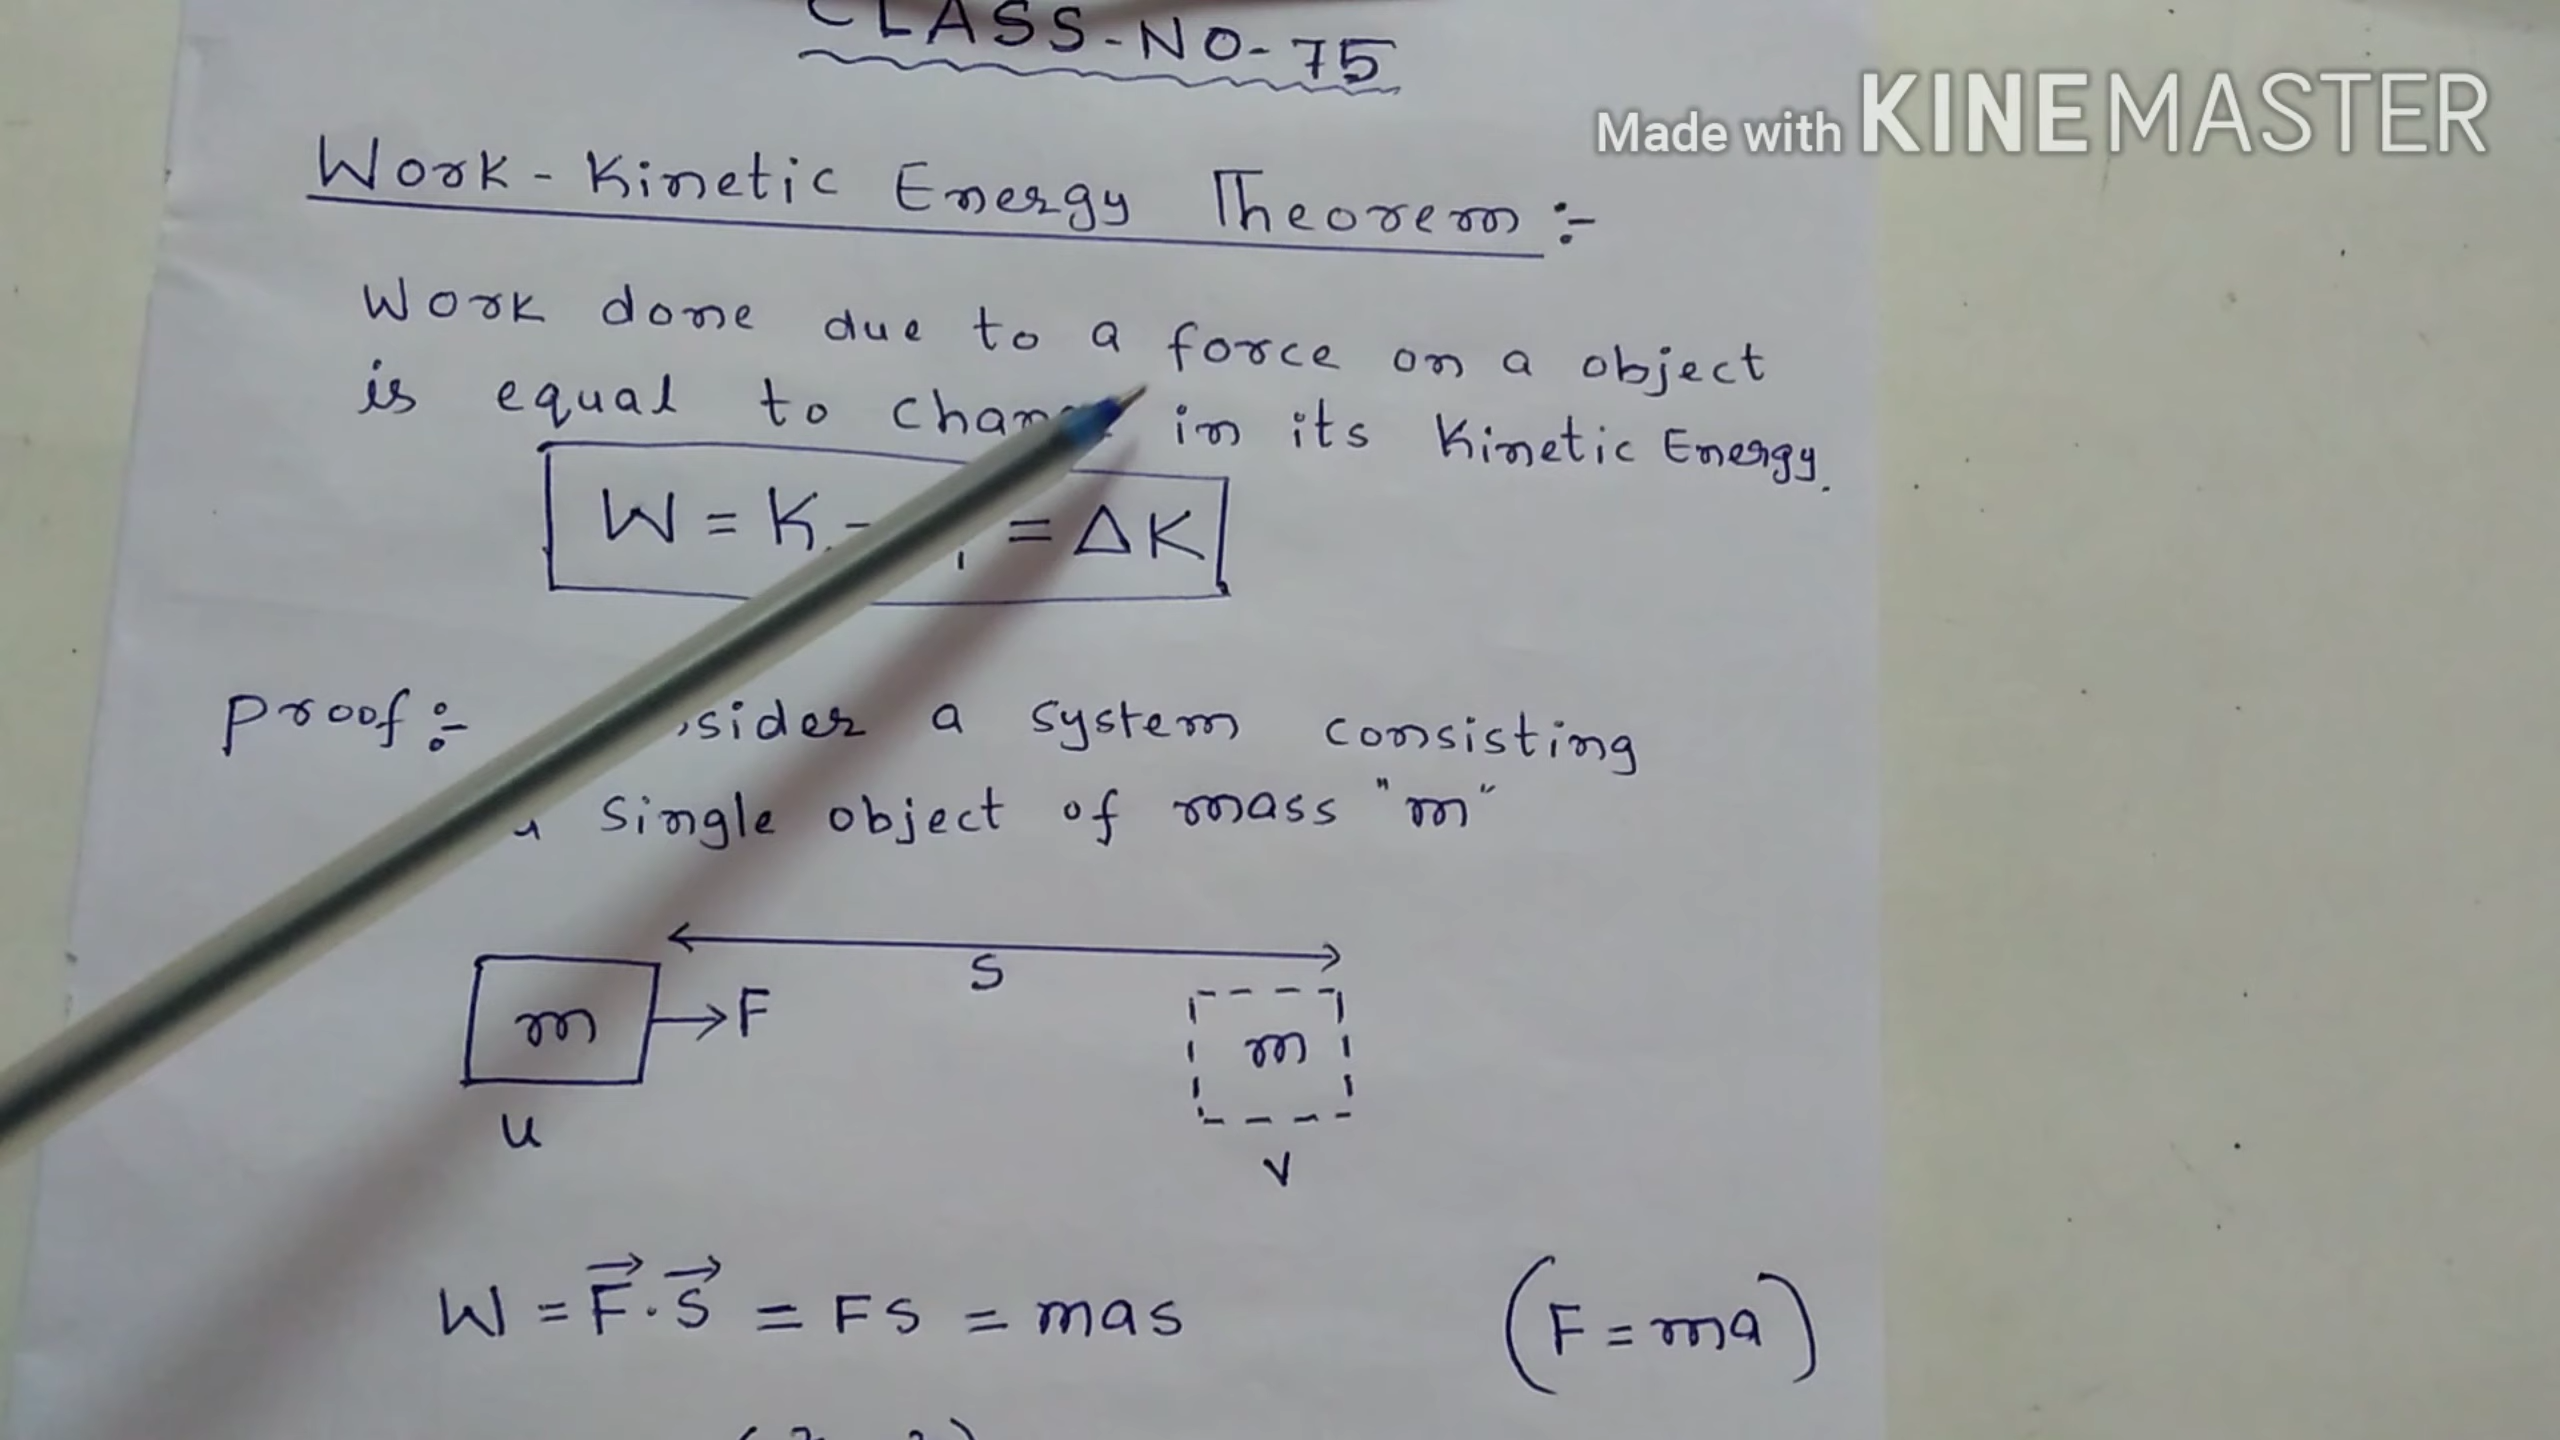 CLASS-NO-75
Made with KINEMASTER
Work - Kinetic Energy Theorem :-
Work done due to a force on a object
is equal to in its Kinetic Energy.
W = K - = ΔK
Proof :- a system consisting
single object of mass "m"
S
m → F
m
u
v
W = F⃗.S⃗ = FS = mas (F = ma)